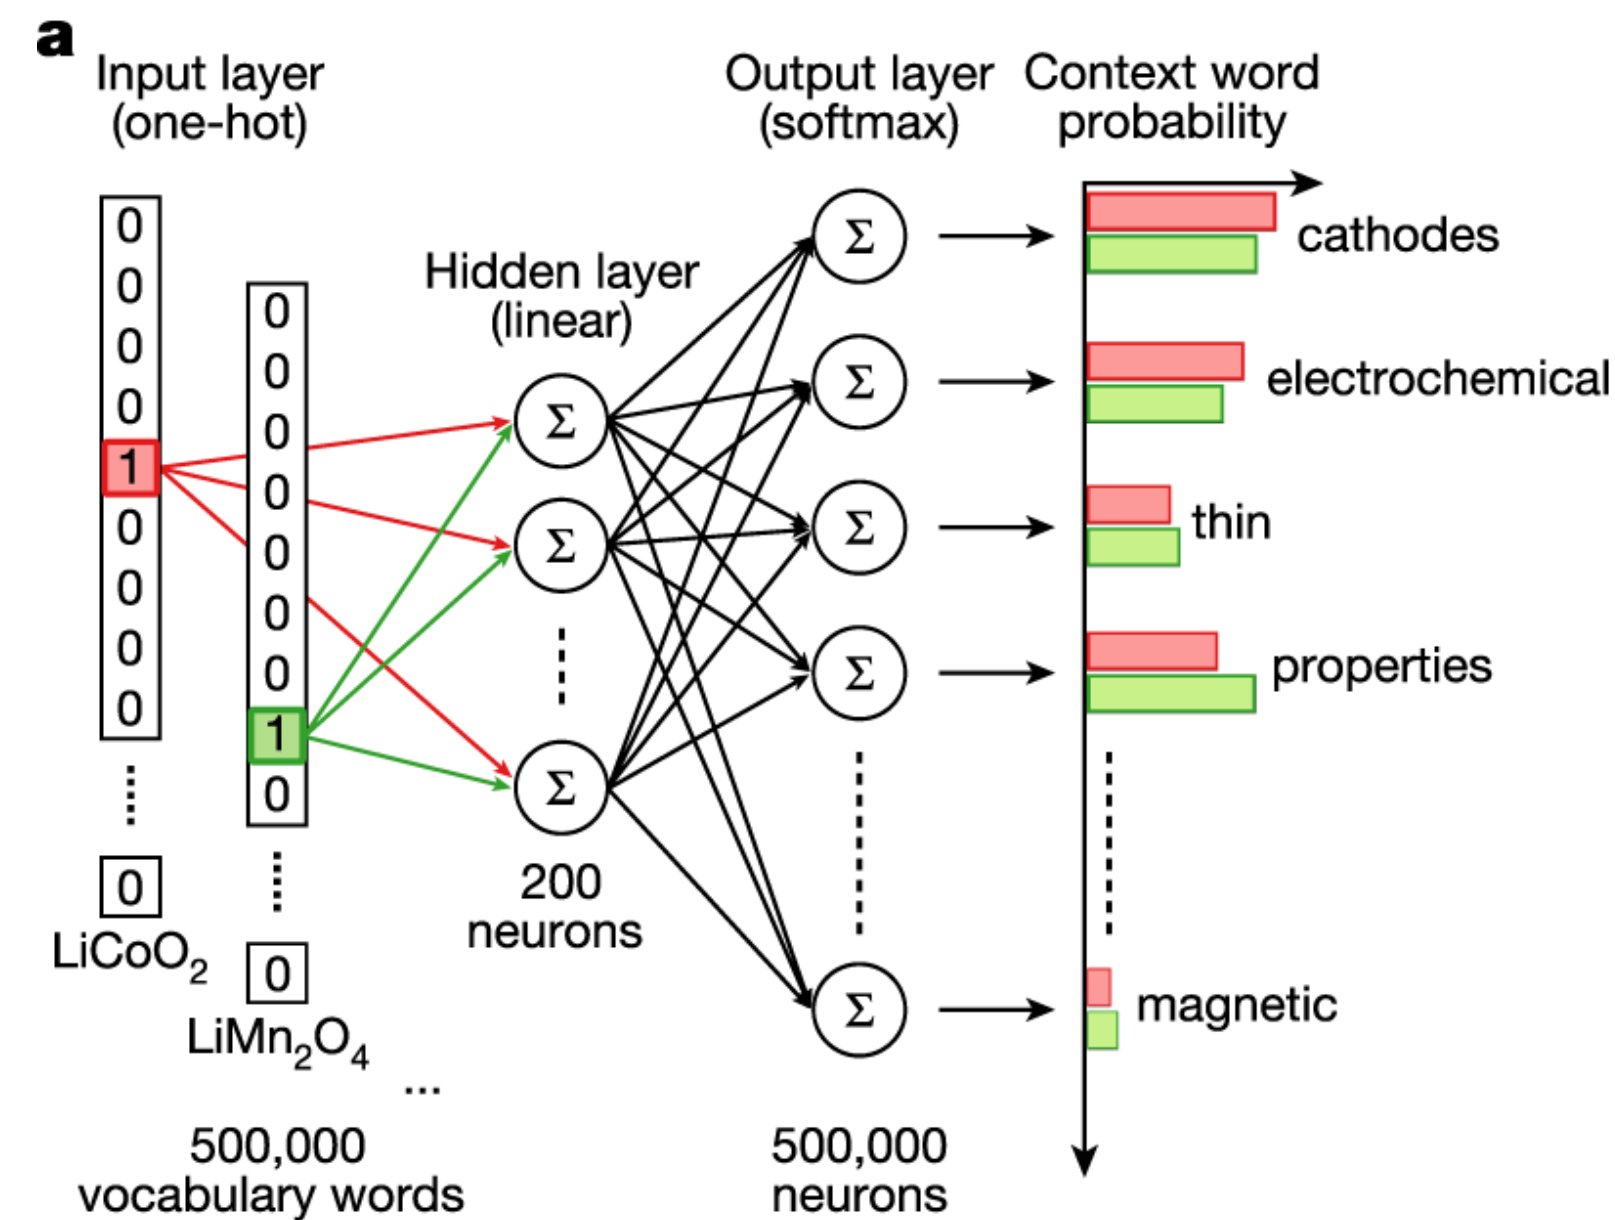 a
Input layer
(one-hot)
0
0
0
0
1
0
0
0
0
0
LiCoO₂
0
0
0
0
0
0
0
1
0
0
LiMn₂O₄
...
500,000
vocabulary words
Hidden layer
(linear)
Σ
Σ
Σ
200
neurons
Output layer
(softmax)
Σ
Σ
Σ
Σ
Σ
500,000
neurons
Context word
probability
cathodes
electrochemical
thin
properties
magnetic